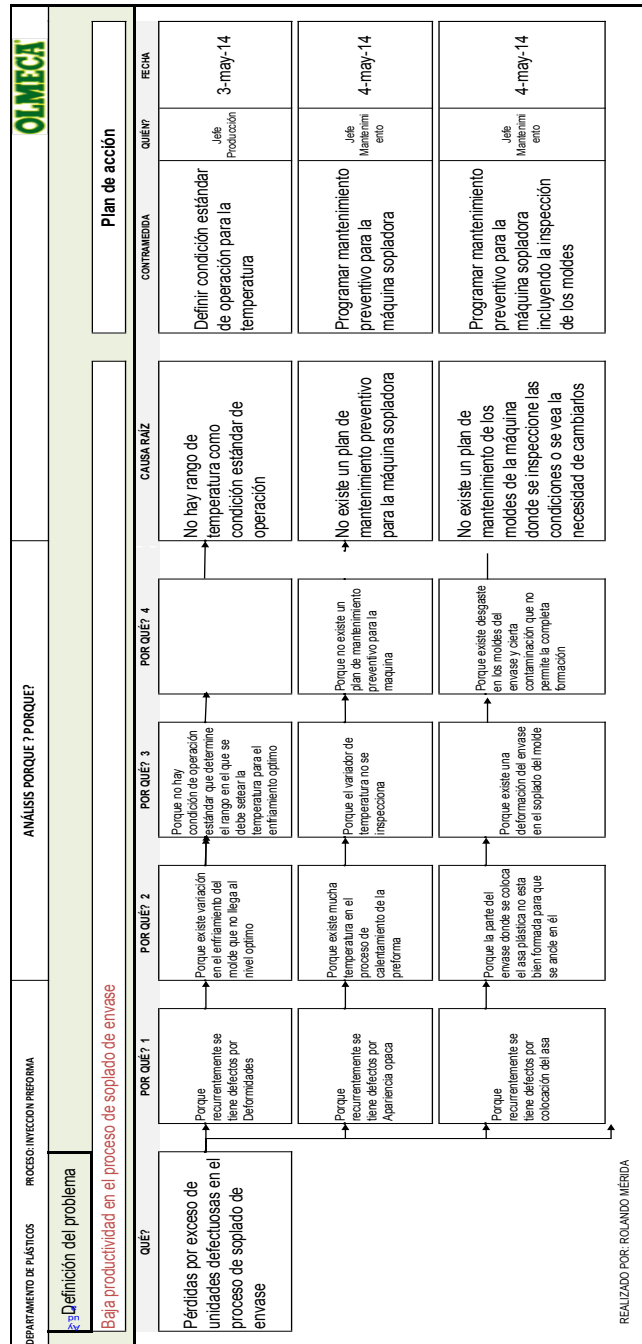 DEPARTAMENTO DE PLÁSTICOS
PROCESO: INYECCION PREFORMA
ANÁLISIS PORQUE ? PORQUE?
OLMECA
Definición del problema
Baja productividad en el proceso de soplado de envase
Plan de acción
QUÉ?
POR QUÉ? 1
POR QUÉ? 2
POR QUÉ? 3
POR QUÉ? 4
CAUSA RAÍZ
CONTRAMEDIDA
QUIÉN?
FECHA
Pérdidas por exceso de
unidades defectuosas en el
proceso de soplado de
envase
Porque
recurrentemente se
tiene defectos por
Deformidades
Porque existe variación
en el enfriamiento del
molde que no llega al
nivel optimo
Porque no hay
condición de operación
estándar que determine
el rango en el que se
debe setear la
temperatura para el
enfriamiento optimo
No hay rango de
temperatura como
condición estándar de
operación
Definir condición estándar
de operación para la
temperatura
Jefe
Producción
3-may-14
Porque
recurrentemente se
tiene defectos por
Apariencia opaca
Porque existe mucha
temperatura en el
proceso de
calentamiento de la
preforma
Porque el variador de
temperatura no se
inspecciona
Porque no existe un
plan de mantenimiento
preventivo para la
maquina
No existe un plan de
mantenimiento preventivo
para la máquina sopladora
Programar mantenimiento
preventivo para la
máquina sopladora
Jefe
Mantenimi
ento
4-may-14
Porque
recurrentemente se
tiene defectos por
colocación del asa
Porque la parte del
envase donde se coloca
el asa plástica no esta
bien formada para que
se ancle en él
Porque existe una
deformación del envase
en el soplado del molde
Porque existe desgaste
en los moldes del
envase y cierta
contaminación que no
permite la completa
formación
No existe un plan de
mantenimiento de los
moldes de la máquina
donde se inspeccione las
condiciones o se vea la
necesidad de cambiarlos
Programar mantenimiento
preventivo para la
máquina sopladora
incluyendo la inspección
de los moldes
Jefe
Mantenimi
ento
4-may-14
REALIZADO POR: ROLANDO MÉRIDA